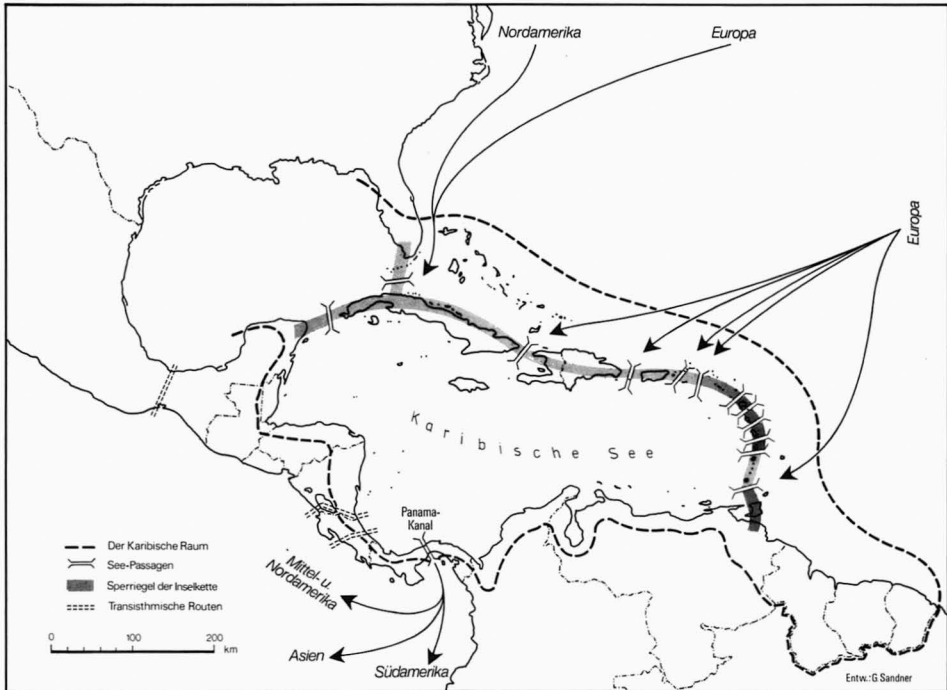 Nordamerika
Europa
Europa
Karibische See
Panama-
Kanal
Der Karibische Raum
See-Passagen
Sperriegel der Inselkette
Transisthmische Routen
0 100 200
km
Mittel- u.
Nordamerika
Asien
Südamerika
Entw.:G Sandner